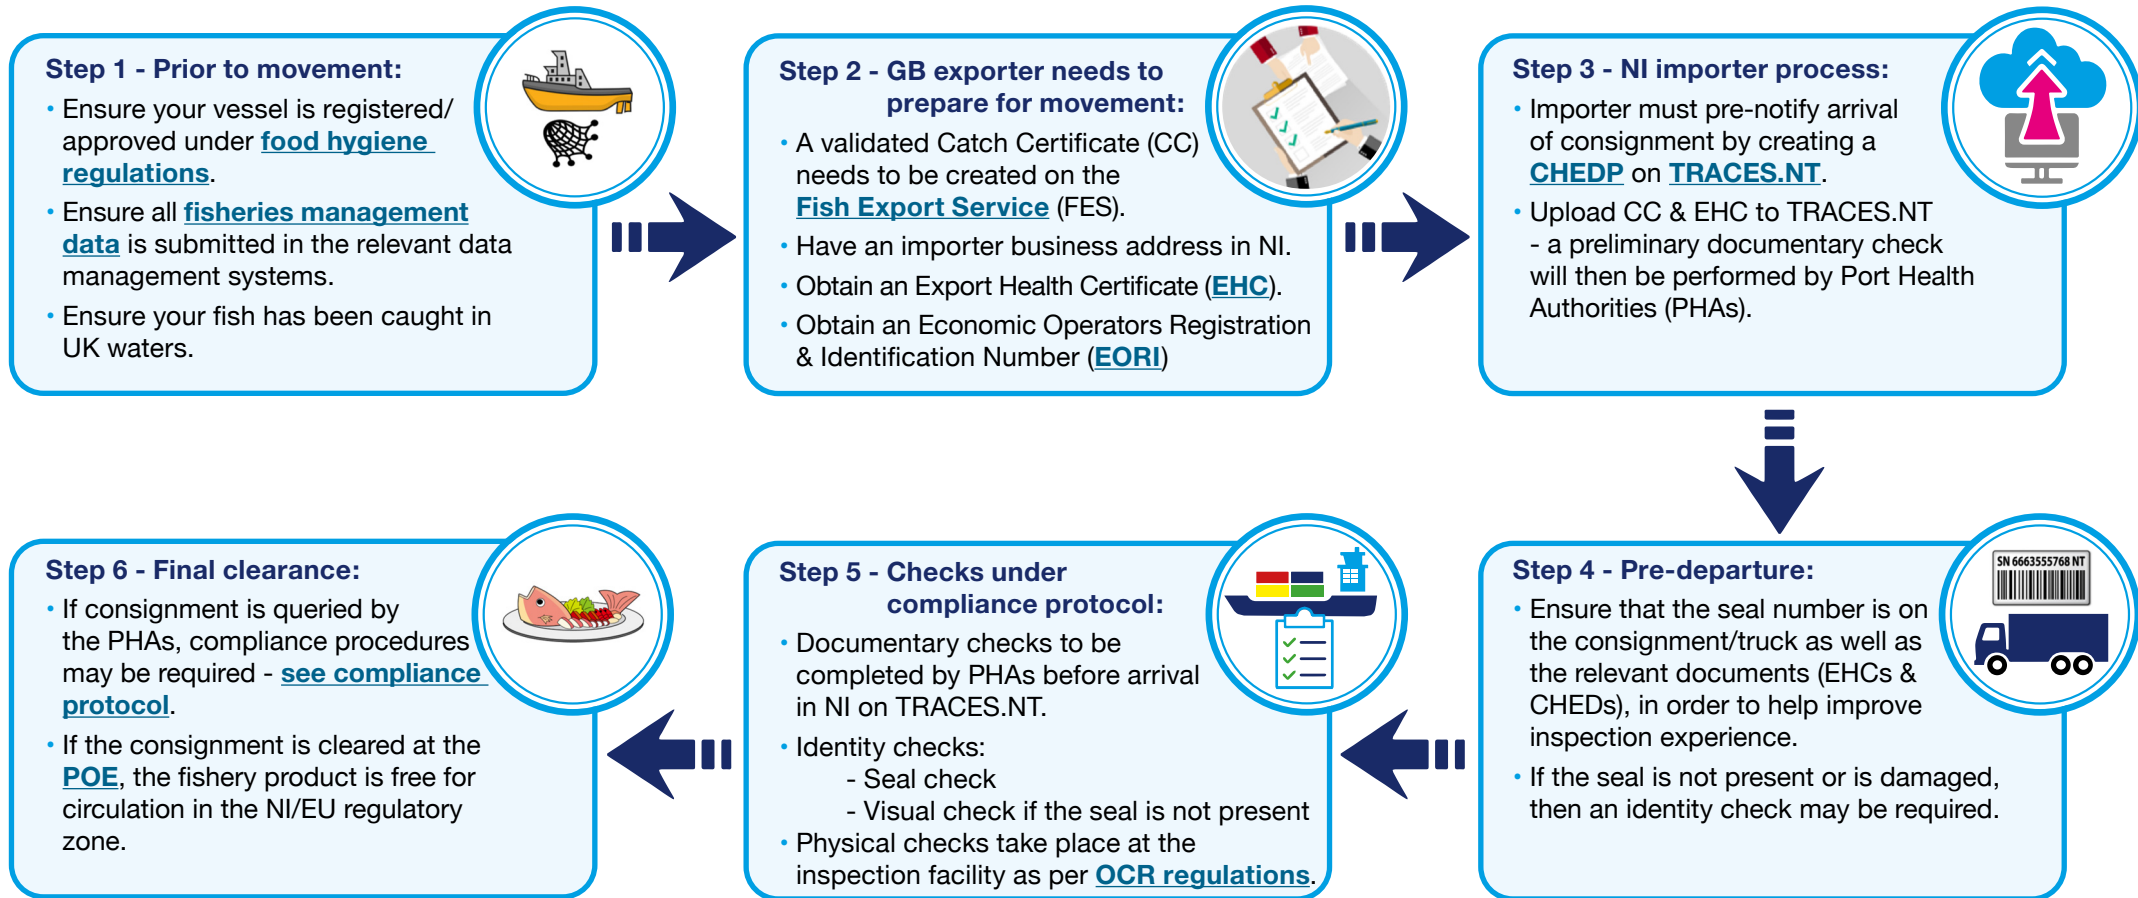 Step 1 - Prior to movement:
• Ensure your vessel is registered/
approved under food hygiene
regulations.
• Ensure all fisheries management
data is submitted in the relevant data
management systems.
• Ensure your fish has been caught in
UK waters.
Step 2 - GB exporter needs to
prepare for movement:
• A validated Catch Certificate (CC)
needs to be created on the
Fish Export Service (FES).
• Have an importer business address in NI.
• Obtain an Export Health Certificate (EHC).
• Obtain an Economic Operators Registration
& Identification Number (EORI)
Step 3 - NI importer process:
• Importer must pre-notify arrival
of consignment by creating a
CHEDP on TRACES.NT.
• Upload CC & EHC to TRACES.NT
- a preliminary documentary check
will then be performed by Port Health
Authorities (PHAs).
Step 4 - Pre-departure:
• Ensure that the seal number is on
the consignment/truck as well as
the relevant documents (EHCs &
CHEDs), in order to help improve
inspection experience.
• If the seal is not present or is damaged,
then an identity check may be required.
SN 6663555768 NT
Step 5 - Checks under
compliance protocol:
• Documentary checks to be
completed by PHAs before arrival
in NI on TRACES.NT.
• Identity checks:
- Seal check
- Visual check if the seal is not present
• Physical checks take place at the
inspection facility as per OCR regulations.
Step 6 - Final clearance:
• If consignment is queried by
the PHAs, compliance procedures
may be required - see compliance
protocol.
• If the consignment is cleared at the
POE, the fishery product is free for
circulation in the NI/EU regulatory
zone.